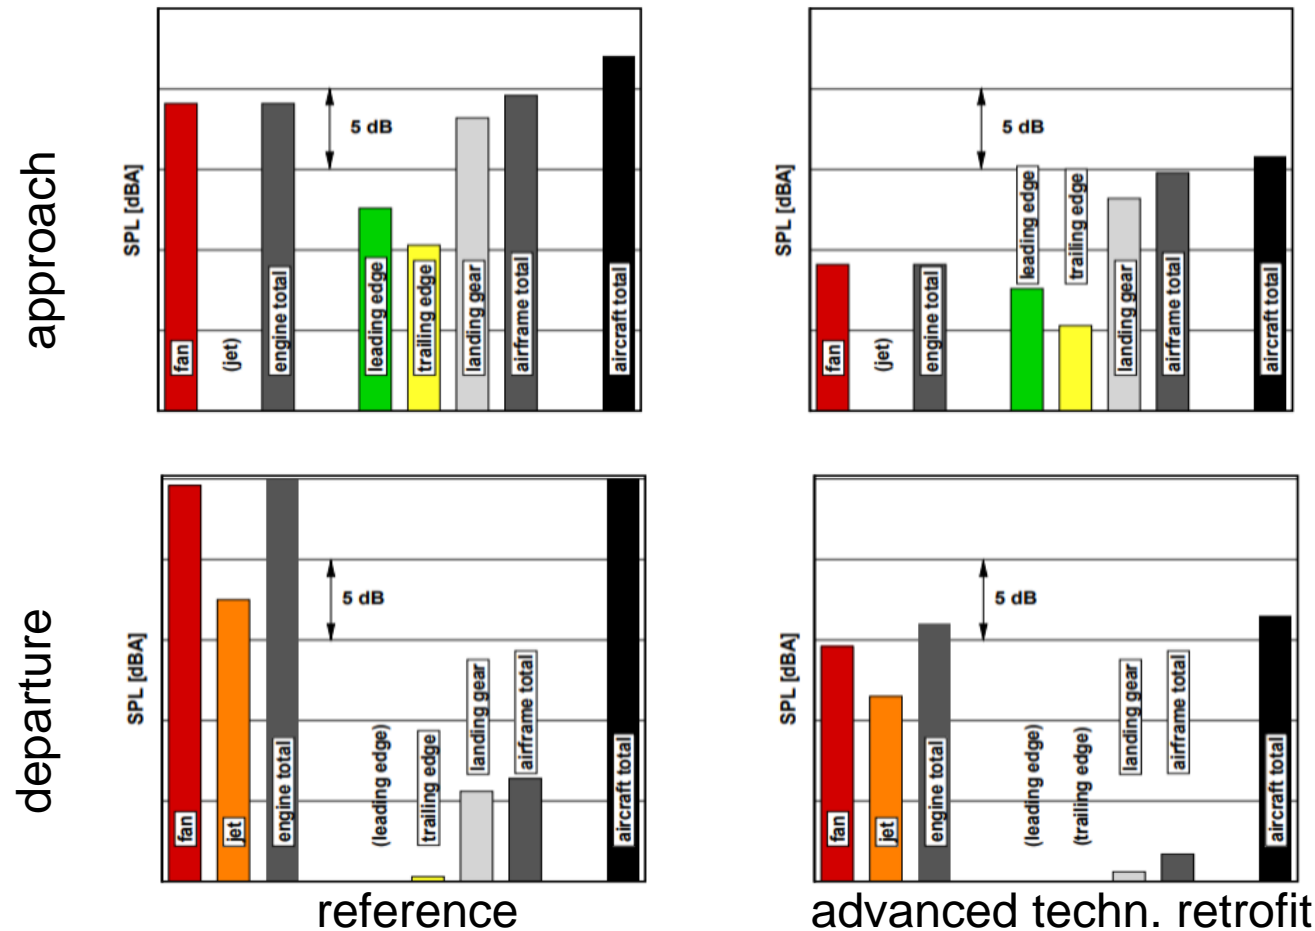 approach
SPL [dBA]
5 dB
fan
(jet)
engine total
leading edge
trailing edge
landing gear
airframe total
aircraft total
SPL [dBA]
5 dB
fan
(jet)
engine total
leading edge
trailing edge
landing gear
airframe total
aircraft total
departure
SPL [dBA]
5 dB
fan
jet
engine total
(leading edge)
trailing edge
landing gear
airframe total
aircraft total
SPL [dBA]
5 dB
fan
jet
engine total
(leading edge)
(trailing edge)
landing gear
airframe total
aircraft total
reference
advanced techn. retrofit